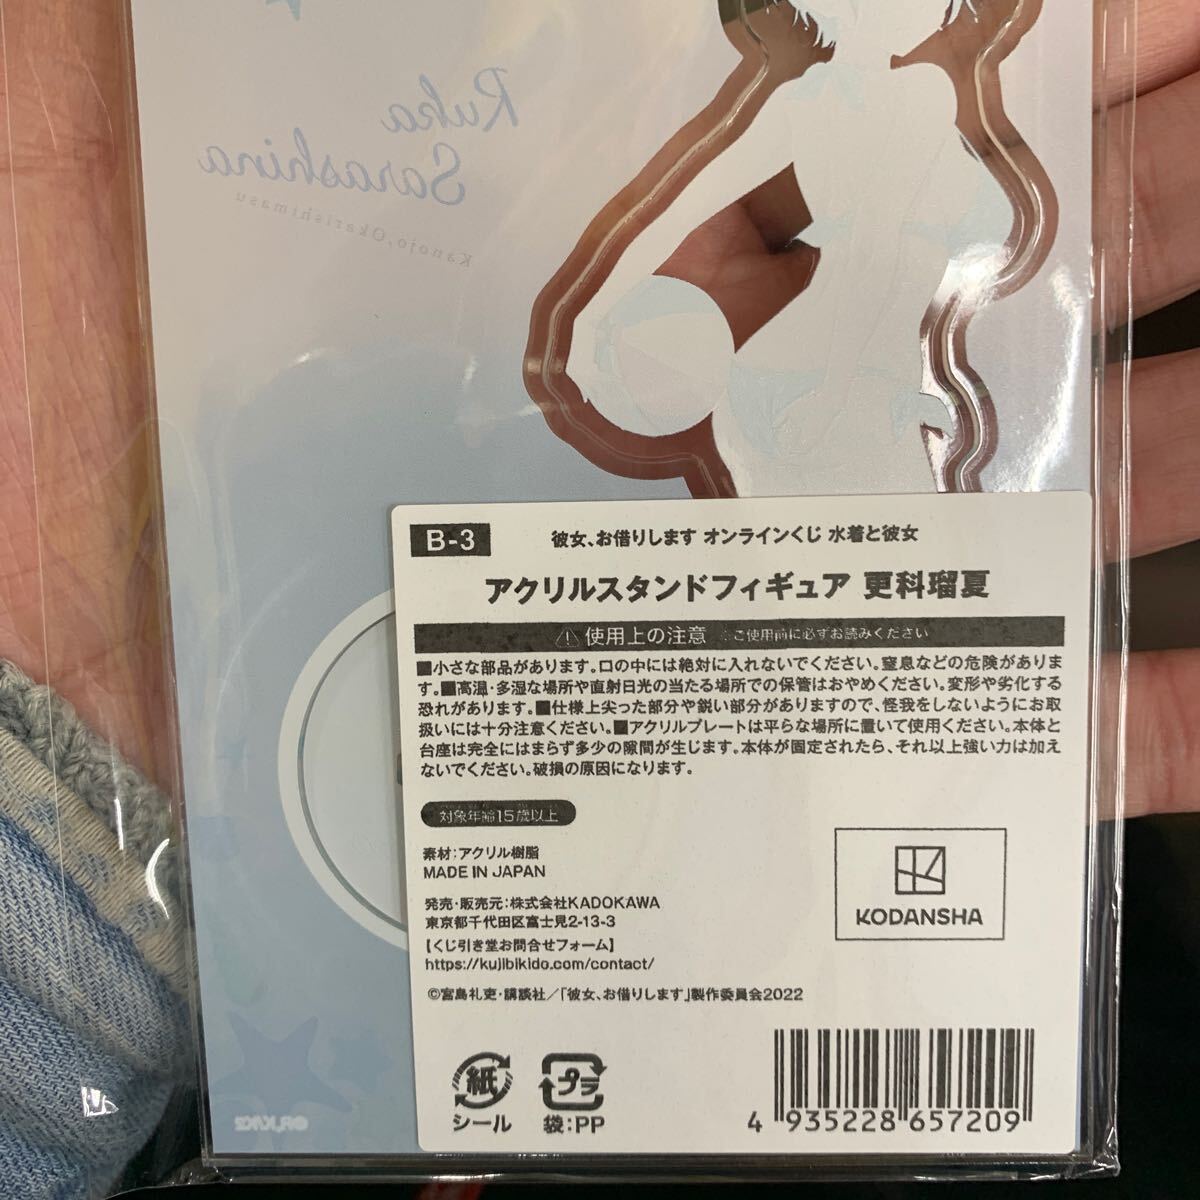 Ruka
Sarashina
Kanojo, Okarishimasu
B-3
彼女、お借りします オンラインくじ 水着と彼女
アクリルスタンドフィギュア 更科瑠夏
使用上の注意 :ご使用前に必ずお読みください
■小さな部品があります。口の中には絶対に入れないでください。窒息などの危険がありま
す。■高温・多湿な場所や直射日光の当たる場所での保管はおやめください。変形や劣化する
恐れがあります。■仕様上尖った部分や鋭い部分がありますので、怪我をしないようにお取
扱いには十分注意ください。■アクリルプレートは平らな場所に置いて使用ください。本体と
台座は完全にはまらず多少の隙間が生じます。本体が固定されたら、それ以上強い力は加え
ないでください。破損の原因になります。
対象年齢15歳以上
素材:アクリル樹脂
MADE IN JAPAN
発売・販売元:株式会社KADOKAWA
東京都千代田区富士見2-13-3
【くじ引き堂お問合せフォーム】
https://kujibikido.com/contact/
©宮島礼吏・講談社／「彼女、お借りします」製作委員会2022
KODANSHA
紙
シール
プラ
袋:PP
4 935228 657209
©R,K/KK2